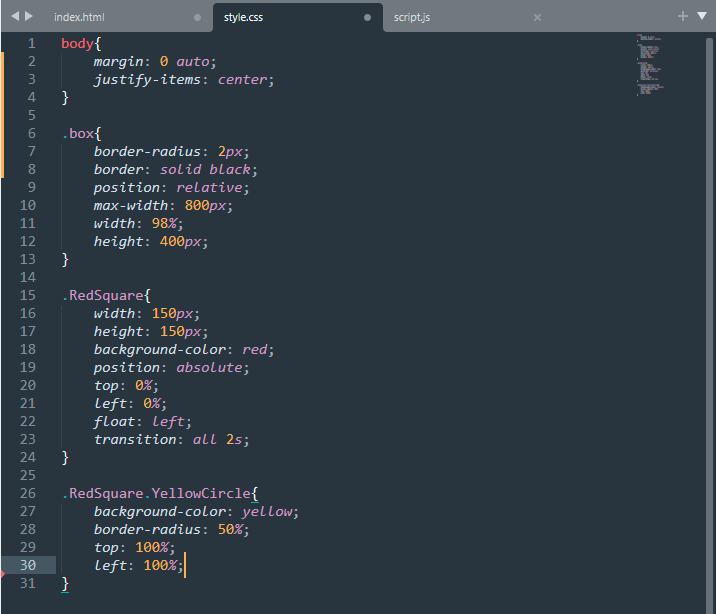 index.html style.css script.js
1 body{
2 margin: 0 auto;
3 justify-items: center;
4 }
5
6 .box{
7 border-radius: 2px;
8 border: solid black;
9 position: relative;
10 max-width: 800px;
11 width: 98%;
12 height: 400px;
13 }
14
15 .RedSquare{
16 width: 150px;
17 height: 150px;
18 background-color: red;
19 position: absolute;
20 top: 0%;
21 left: 0%;
22 float: left;
23 transition: all 2s;
24 }
25
26 .RedSquare.YellowCircle{
27 background-color: yellow;
28 border-radius: 50%;
29 top: 100%;
30 left: 100%;
31 }